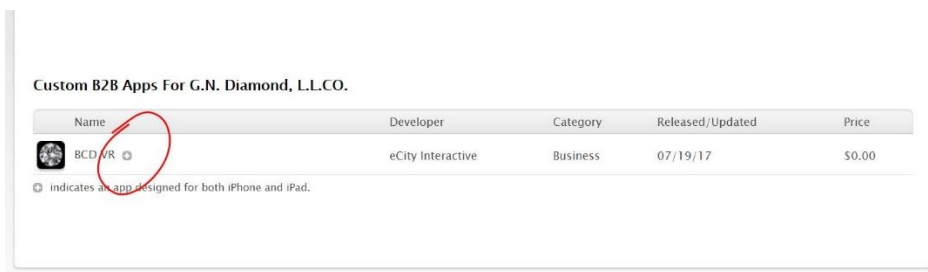 Custom B2B Apps For G.N. Diamond, L.L.CO.
Name Developer Category Released/Updated Price
BCD VR eCity Interactive Business 07/19/17 $0.00
indicates an app designed for both iPhone and iPad.